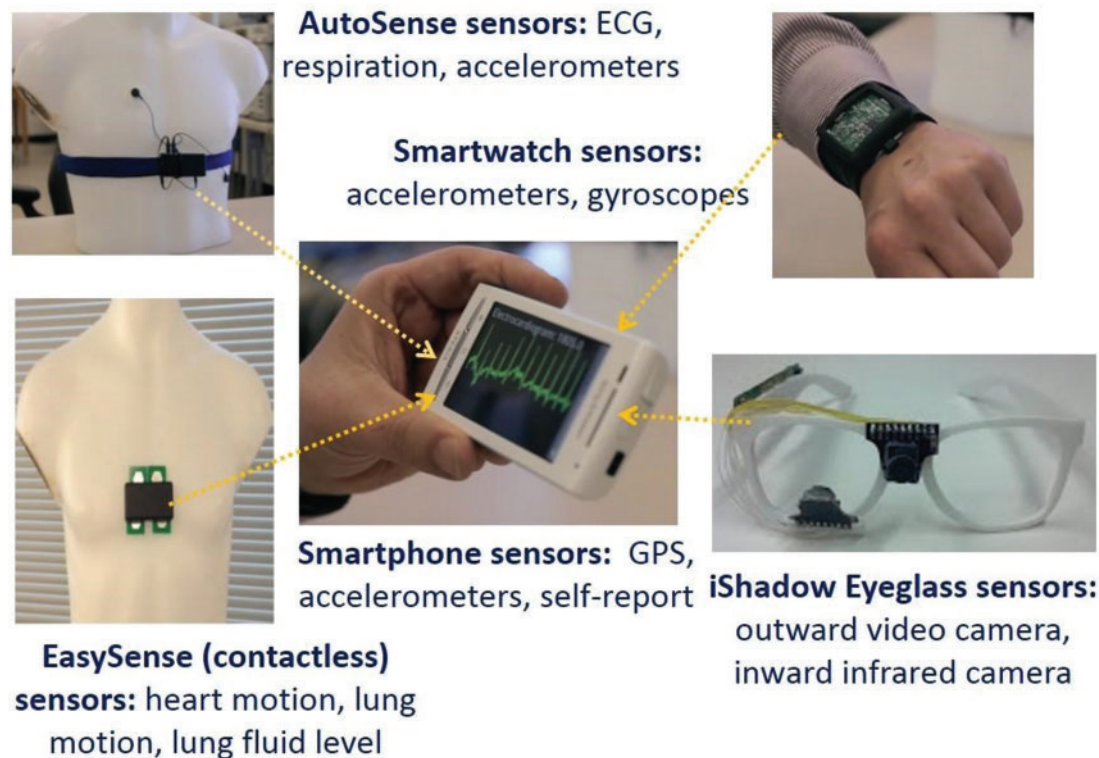 AutoSense sensors: ECG,
respiration, accelerometers
Smartwatch sensors:
accelerometers, gyroscopes
Smartphone sensors: GPS,
accelerometers, self-report
iShadow Eyeglass sensors:
outward video camera,
inward infrared camera
EasySense (contactless)
sensors: heart motion, lung
motion, lung fluid level